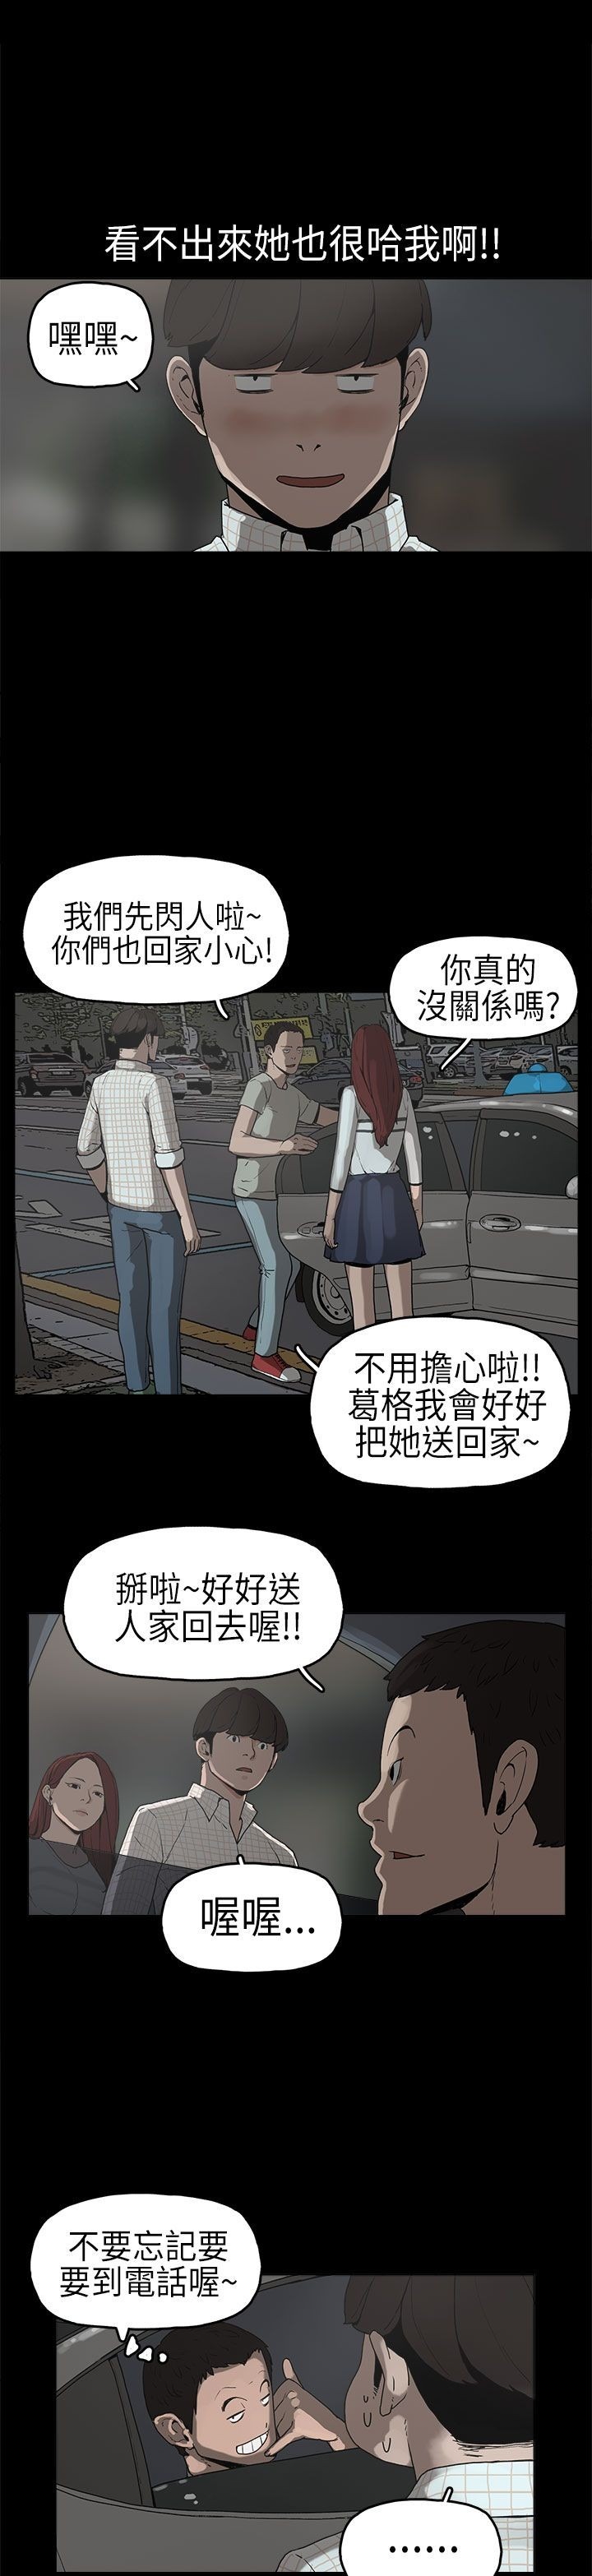 看不出來她也很哈我啊!!
嘿嘿~
我們先閃人啦~
你們也回家小心!
你真的
沒關係嗎?
不用擔心啦!!
葛格我會好好
把她送回家~
掰啦~好好送
人家回去喔!!
喔喔...
不要忘記要
要到電話喔~
......